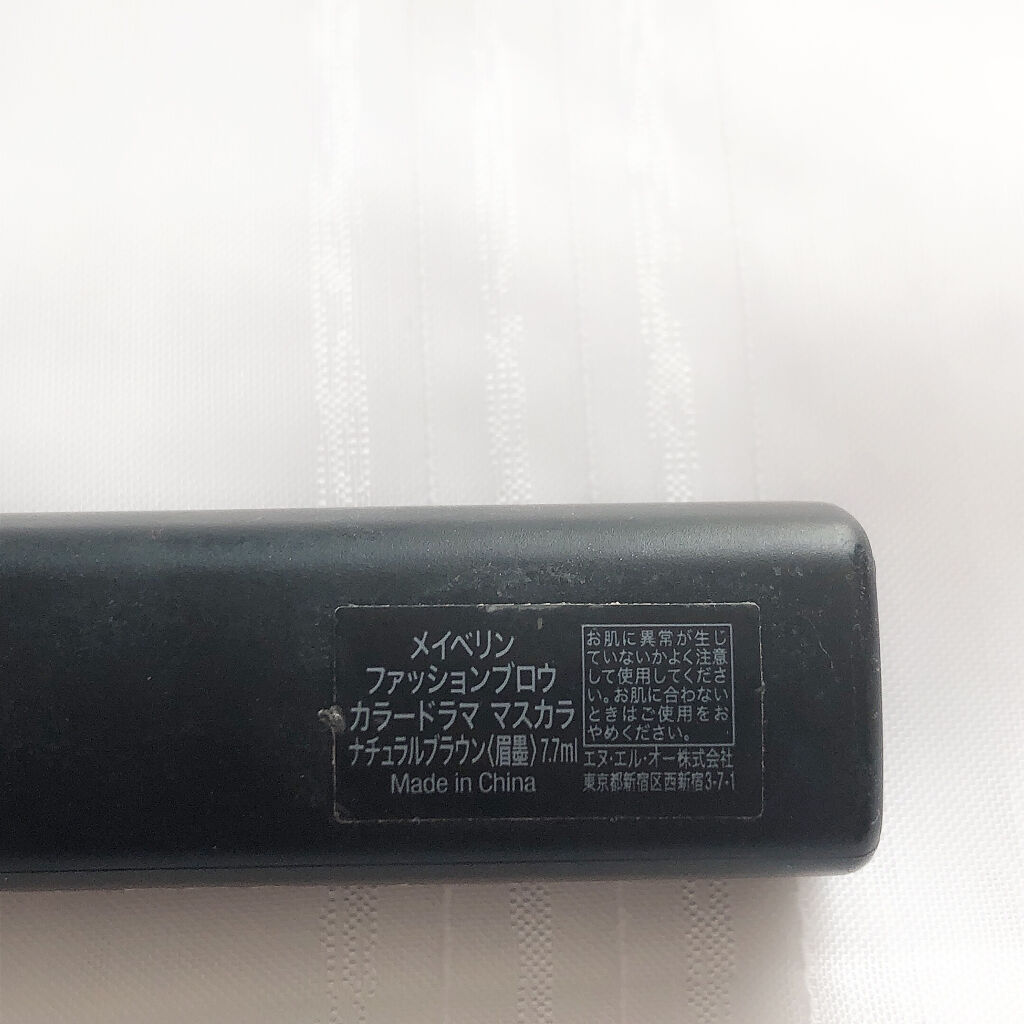 メイベリン
ファッションブロウ
カラードラマ マスカラ
ナチュラルブラウン〈眉墨〉7.7ml
Made in China
お肌に異常が生じ
ていないかよく注意
して使用してくださ
い。お肌に合わない
ときはご使用をお
やめください。
エヌ・エル・オー株式会社
東京都新宿区西新宿3-7-1